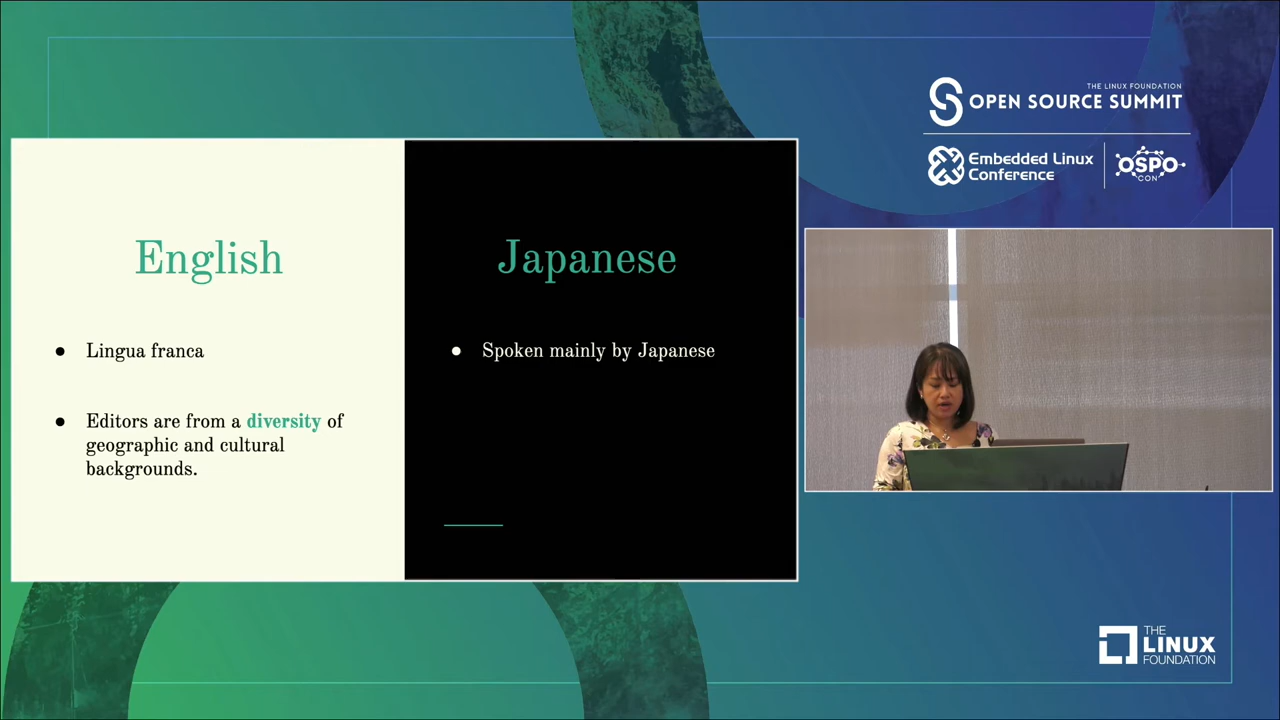 THE LINUX FOUNDATION
OPEN SOURCE SUMMIT
Embedded Linux
Conference
OSPO
CON
English
Japanese
● Lingua franca
● Spoken mainly by Japanese
● Editors are from a diversity of
geographic and cultural
backgrounds.
THE
LINUX
FOUNDATION